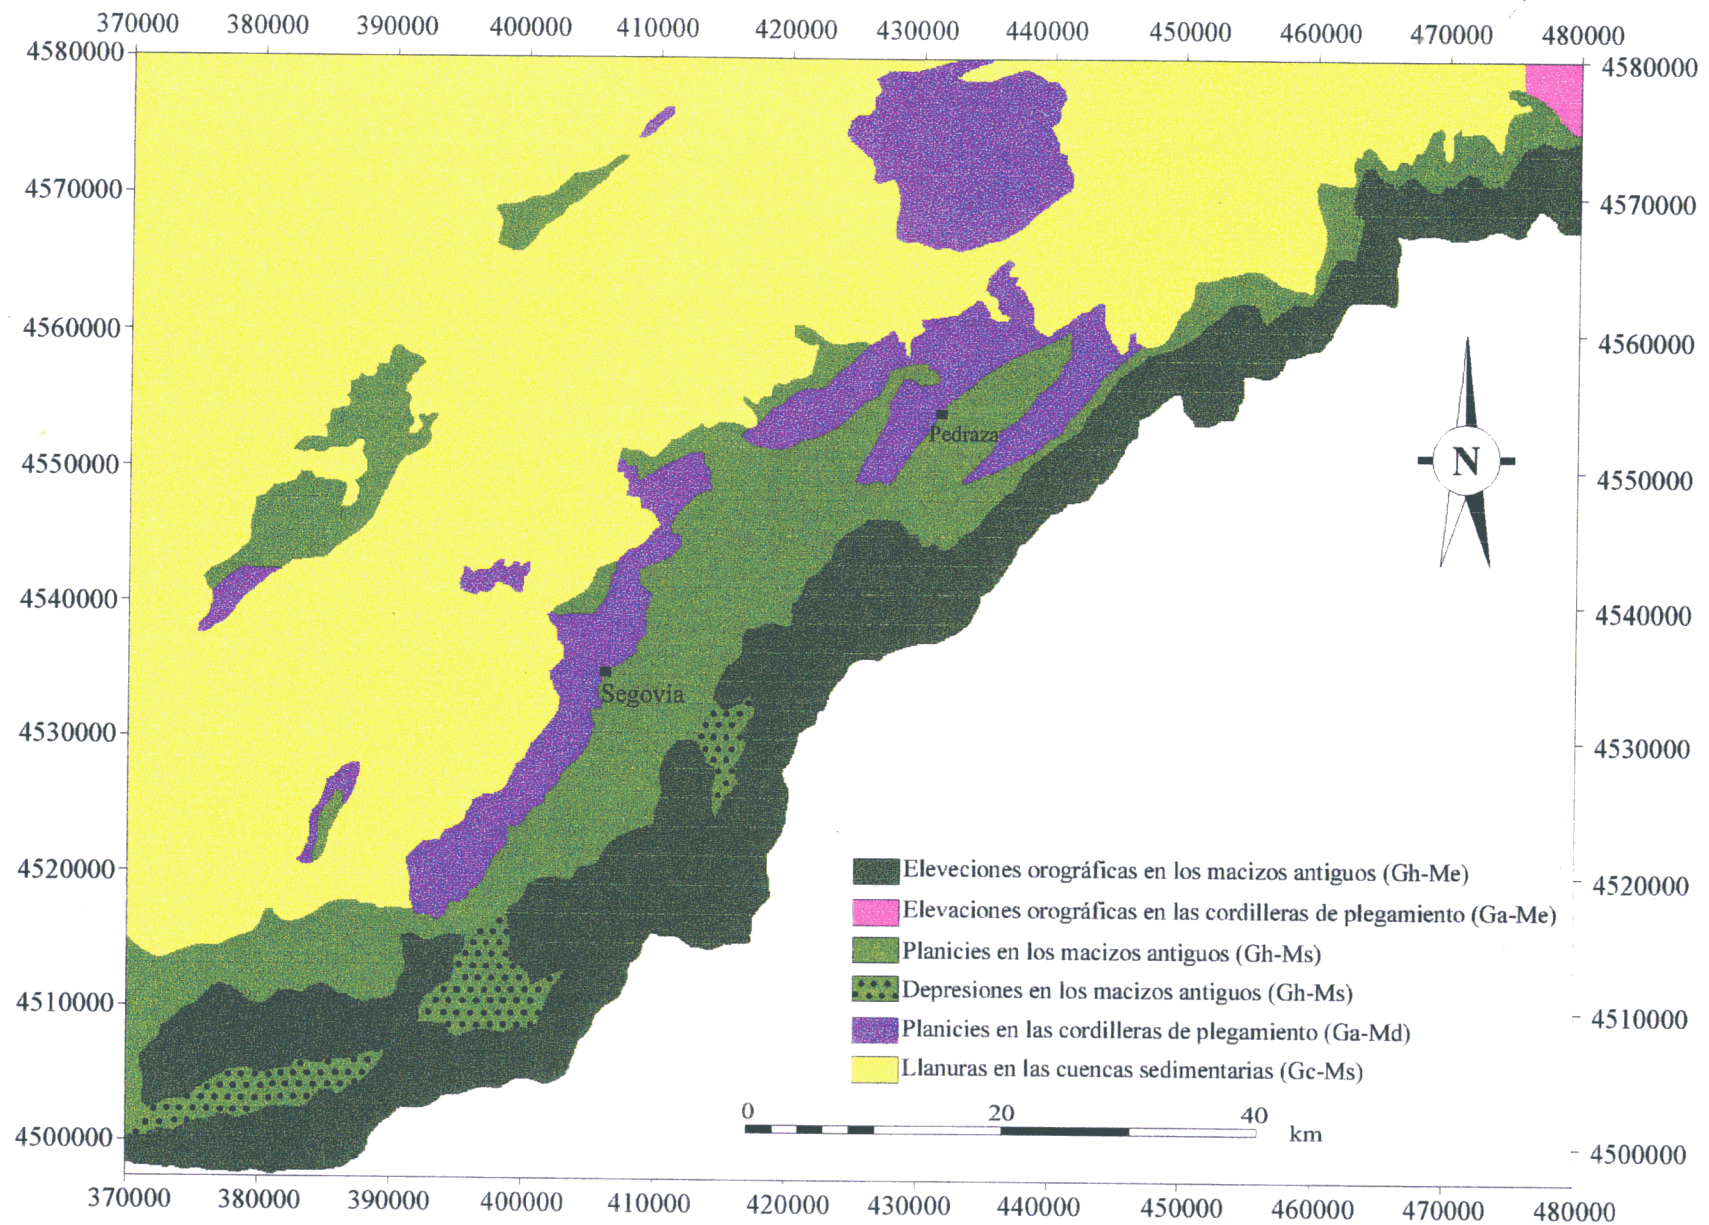 370000 380000 390000 400000 410000 420000 430000 440000 450000 460000 470000 480000
4580000 4580000
4570000 4570000
4560000 4560000
Pedraza
N
4550000 4550000
4540000 4540000
Segovia
4530000 4530000
4520000 4520000
Eleveciones orográficas en los macizos antiguos (Gh-Me)
Elevaciones orográficas en las cordilleras de plegamiento (Ga-Me)
Planicies en los macizos antiguos (Gh-Ms)
Depresiones en los macizos antiguos (Gh-Ms)
4510000 4510000
Planicies en las cordilleras de plegamiento (Ga-Md)
Llanuras en las cuencas sedimentarias (Gc-Ms)
0 20 40
km
4500000 4500000
370000 380000 390000 400000 410000 420000 430000 440000 450000 460000 470000 480000